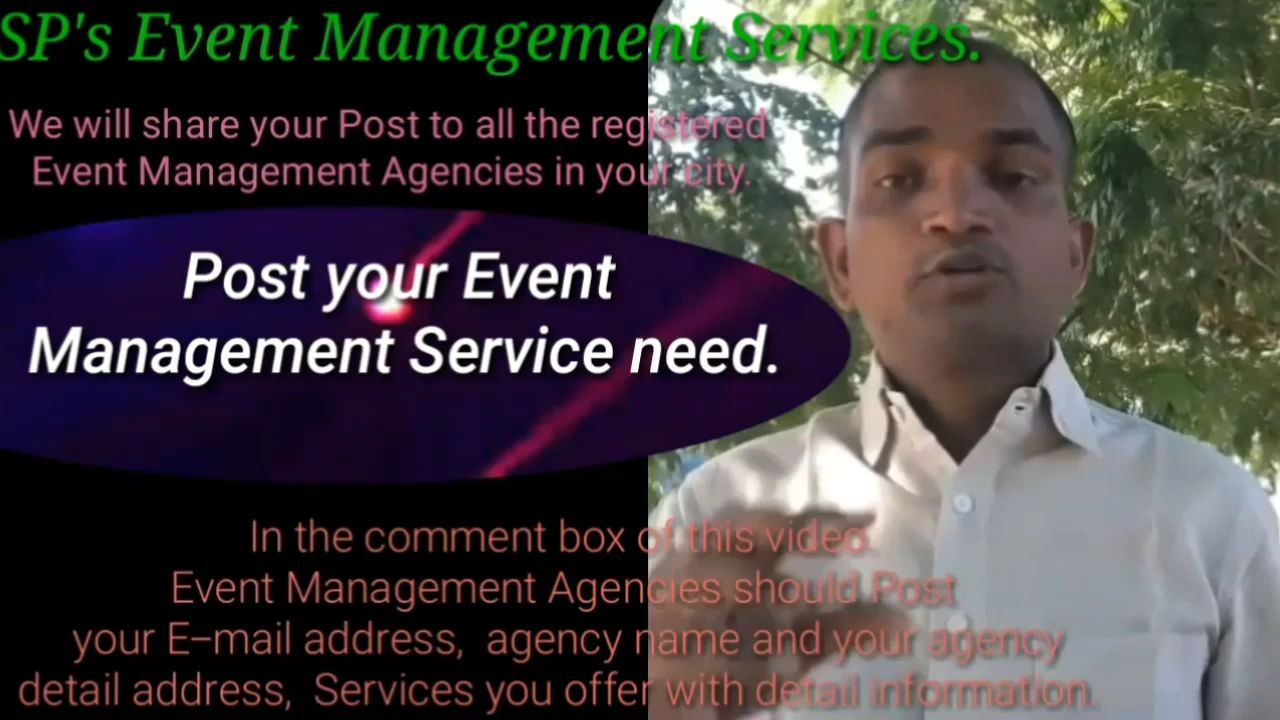 SP's Event Management Services.
We will share your Post to all the registered
Event Management Agencies in your city.
Post your Event
Management Service need.
In the comment box of this video.
Event Management Agencies should Post
your E-mail address, agency name and your agency
detail address, Services you offer with detail information.